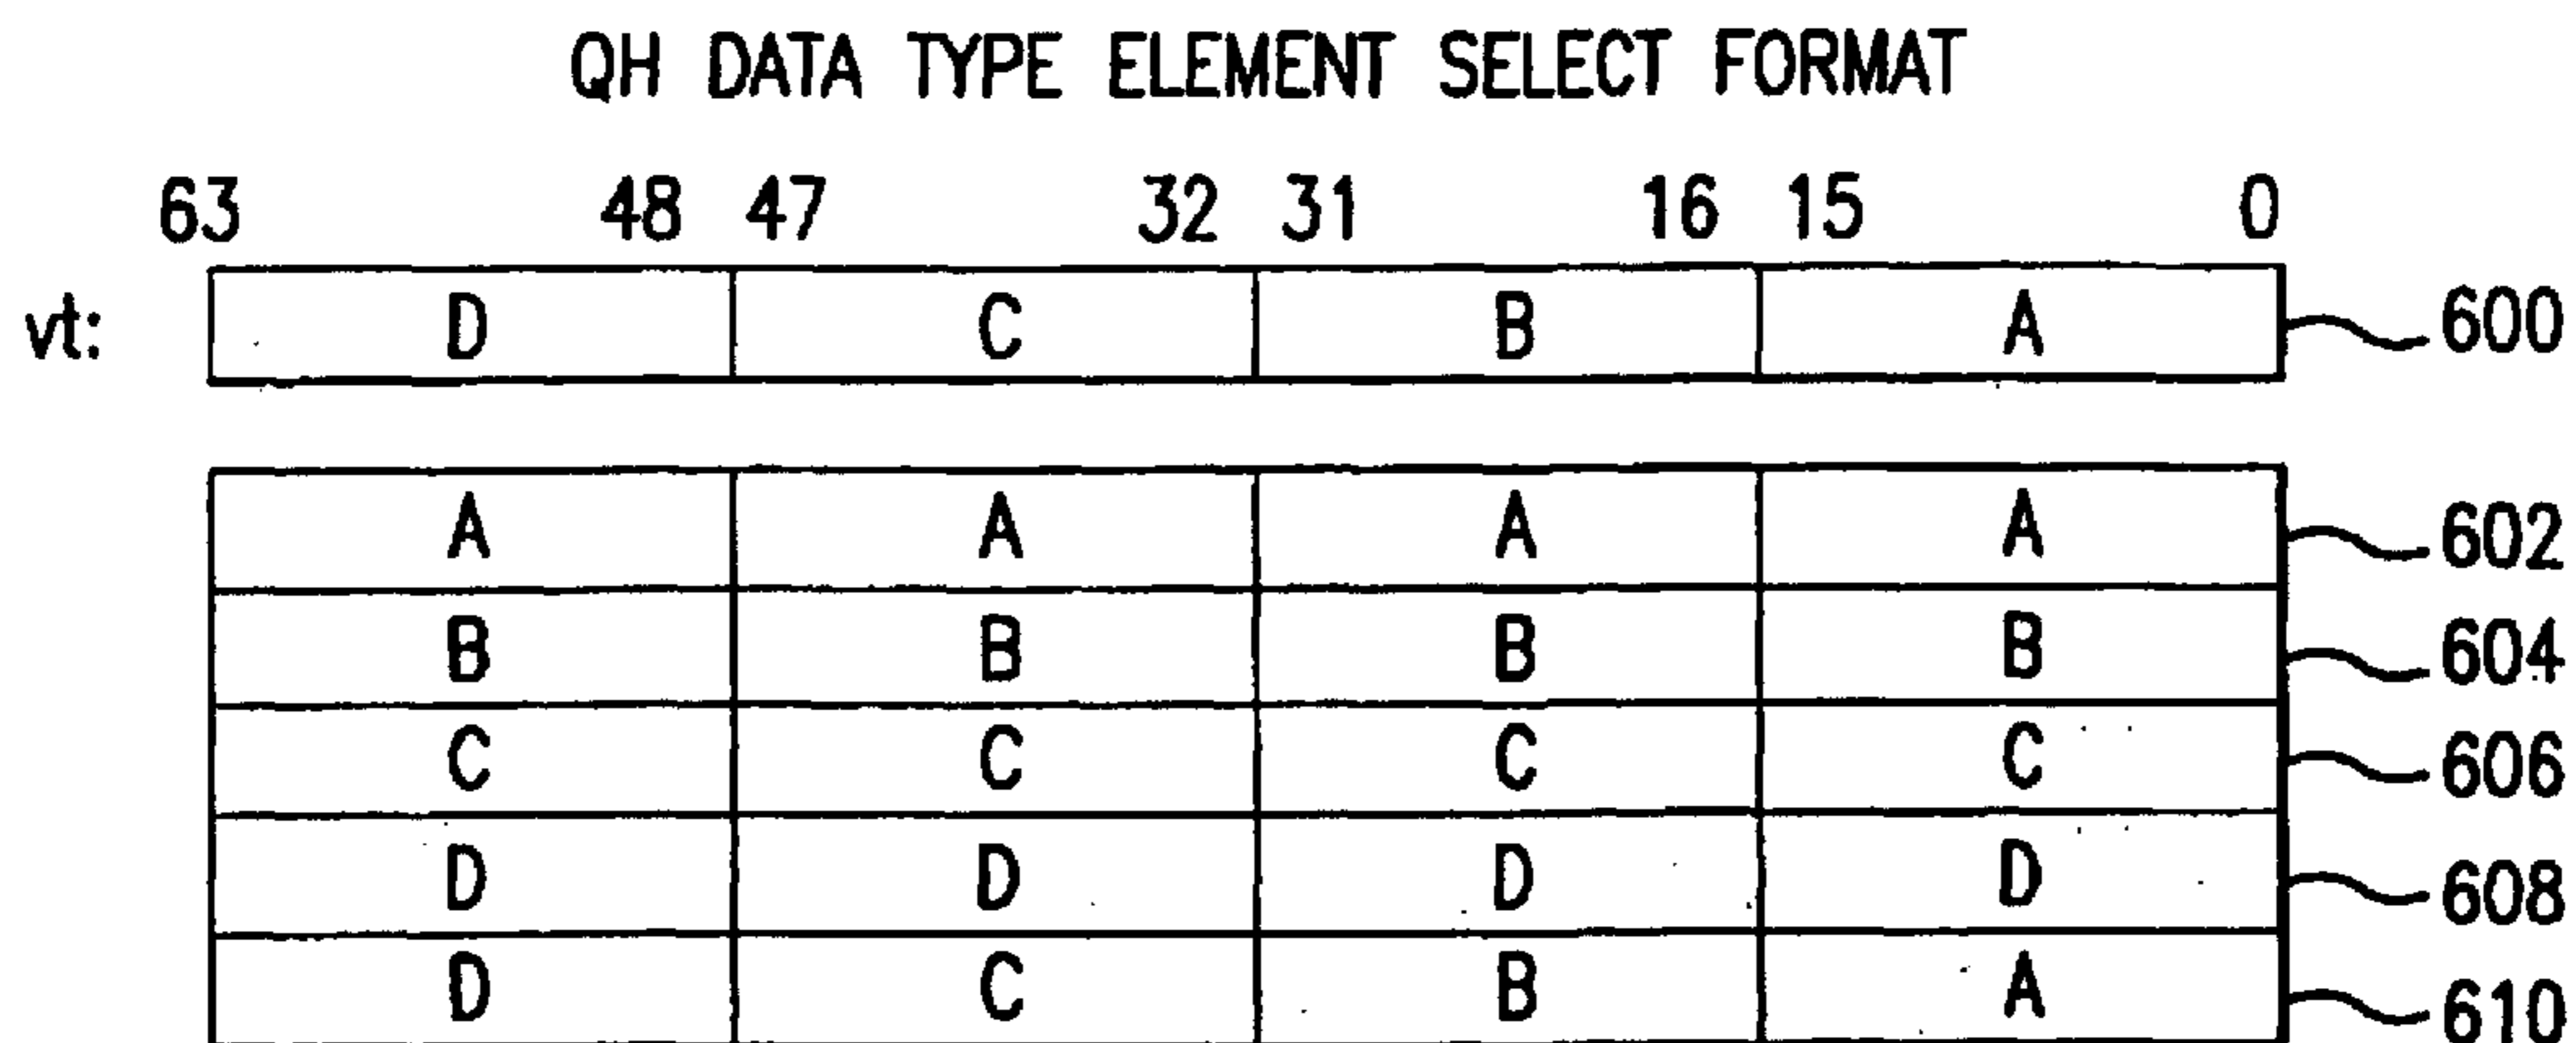 QH DATA TYPE ELEMENT SELECT FORMAT
63 48 47 32 31 16 15 0
vt: D C B A 600
A A A A 602
B B B B 604
C C C C 606
D D D D 608
D C B A 610